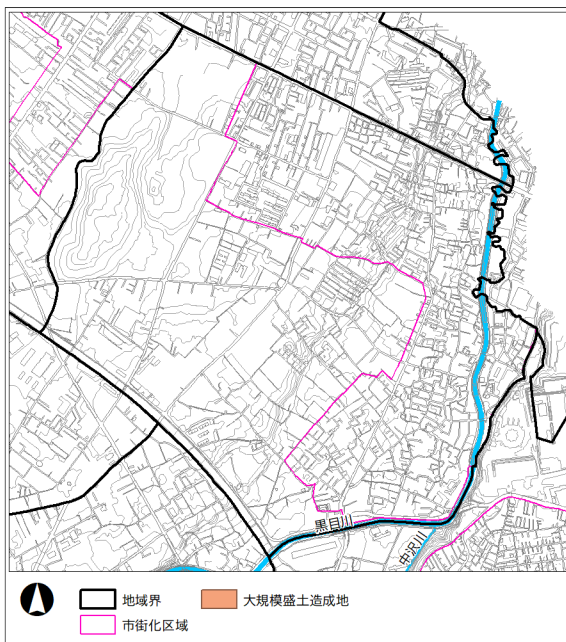 黒目川
中沢川
地域界
大規模盛土造成地
市街化区域